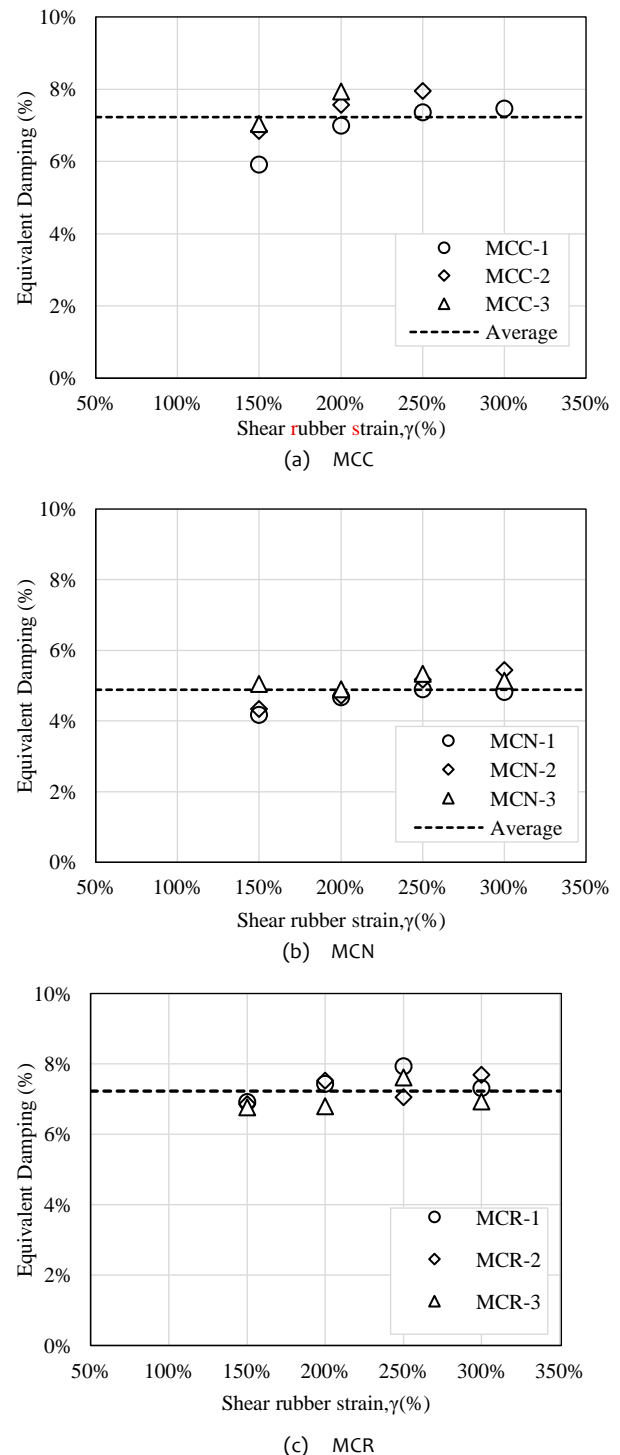 10%
8%
6%
4%
2%
0%
Equivalent Damping (%)
MCC-1
MCC-2
MCC-3
Average
50% 100% 150% 200% 250% 300% 350%
Shear rubber strain,γ(%)
(a) MCC
10%
8%
6%
4%
2%
0%
Equivalent Damping (%)
MCN-1
MCN-2
MCN-3
Average
50% 100% 150% 200% 250% 300% 350%
Shear rubber strain,γ(%)
(b) MCN
10%
8%
6%
4%
2%
0%
Equivalent Damping (%)
MCR-1
MCR-2
MCR-3
50% 100% 150% 200% 250% 300% 350%
Shear rubber strain,γ(%)
(c) MCR